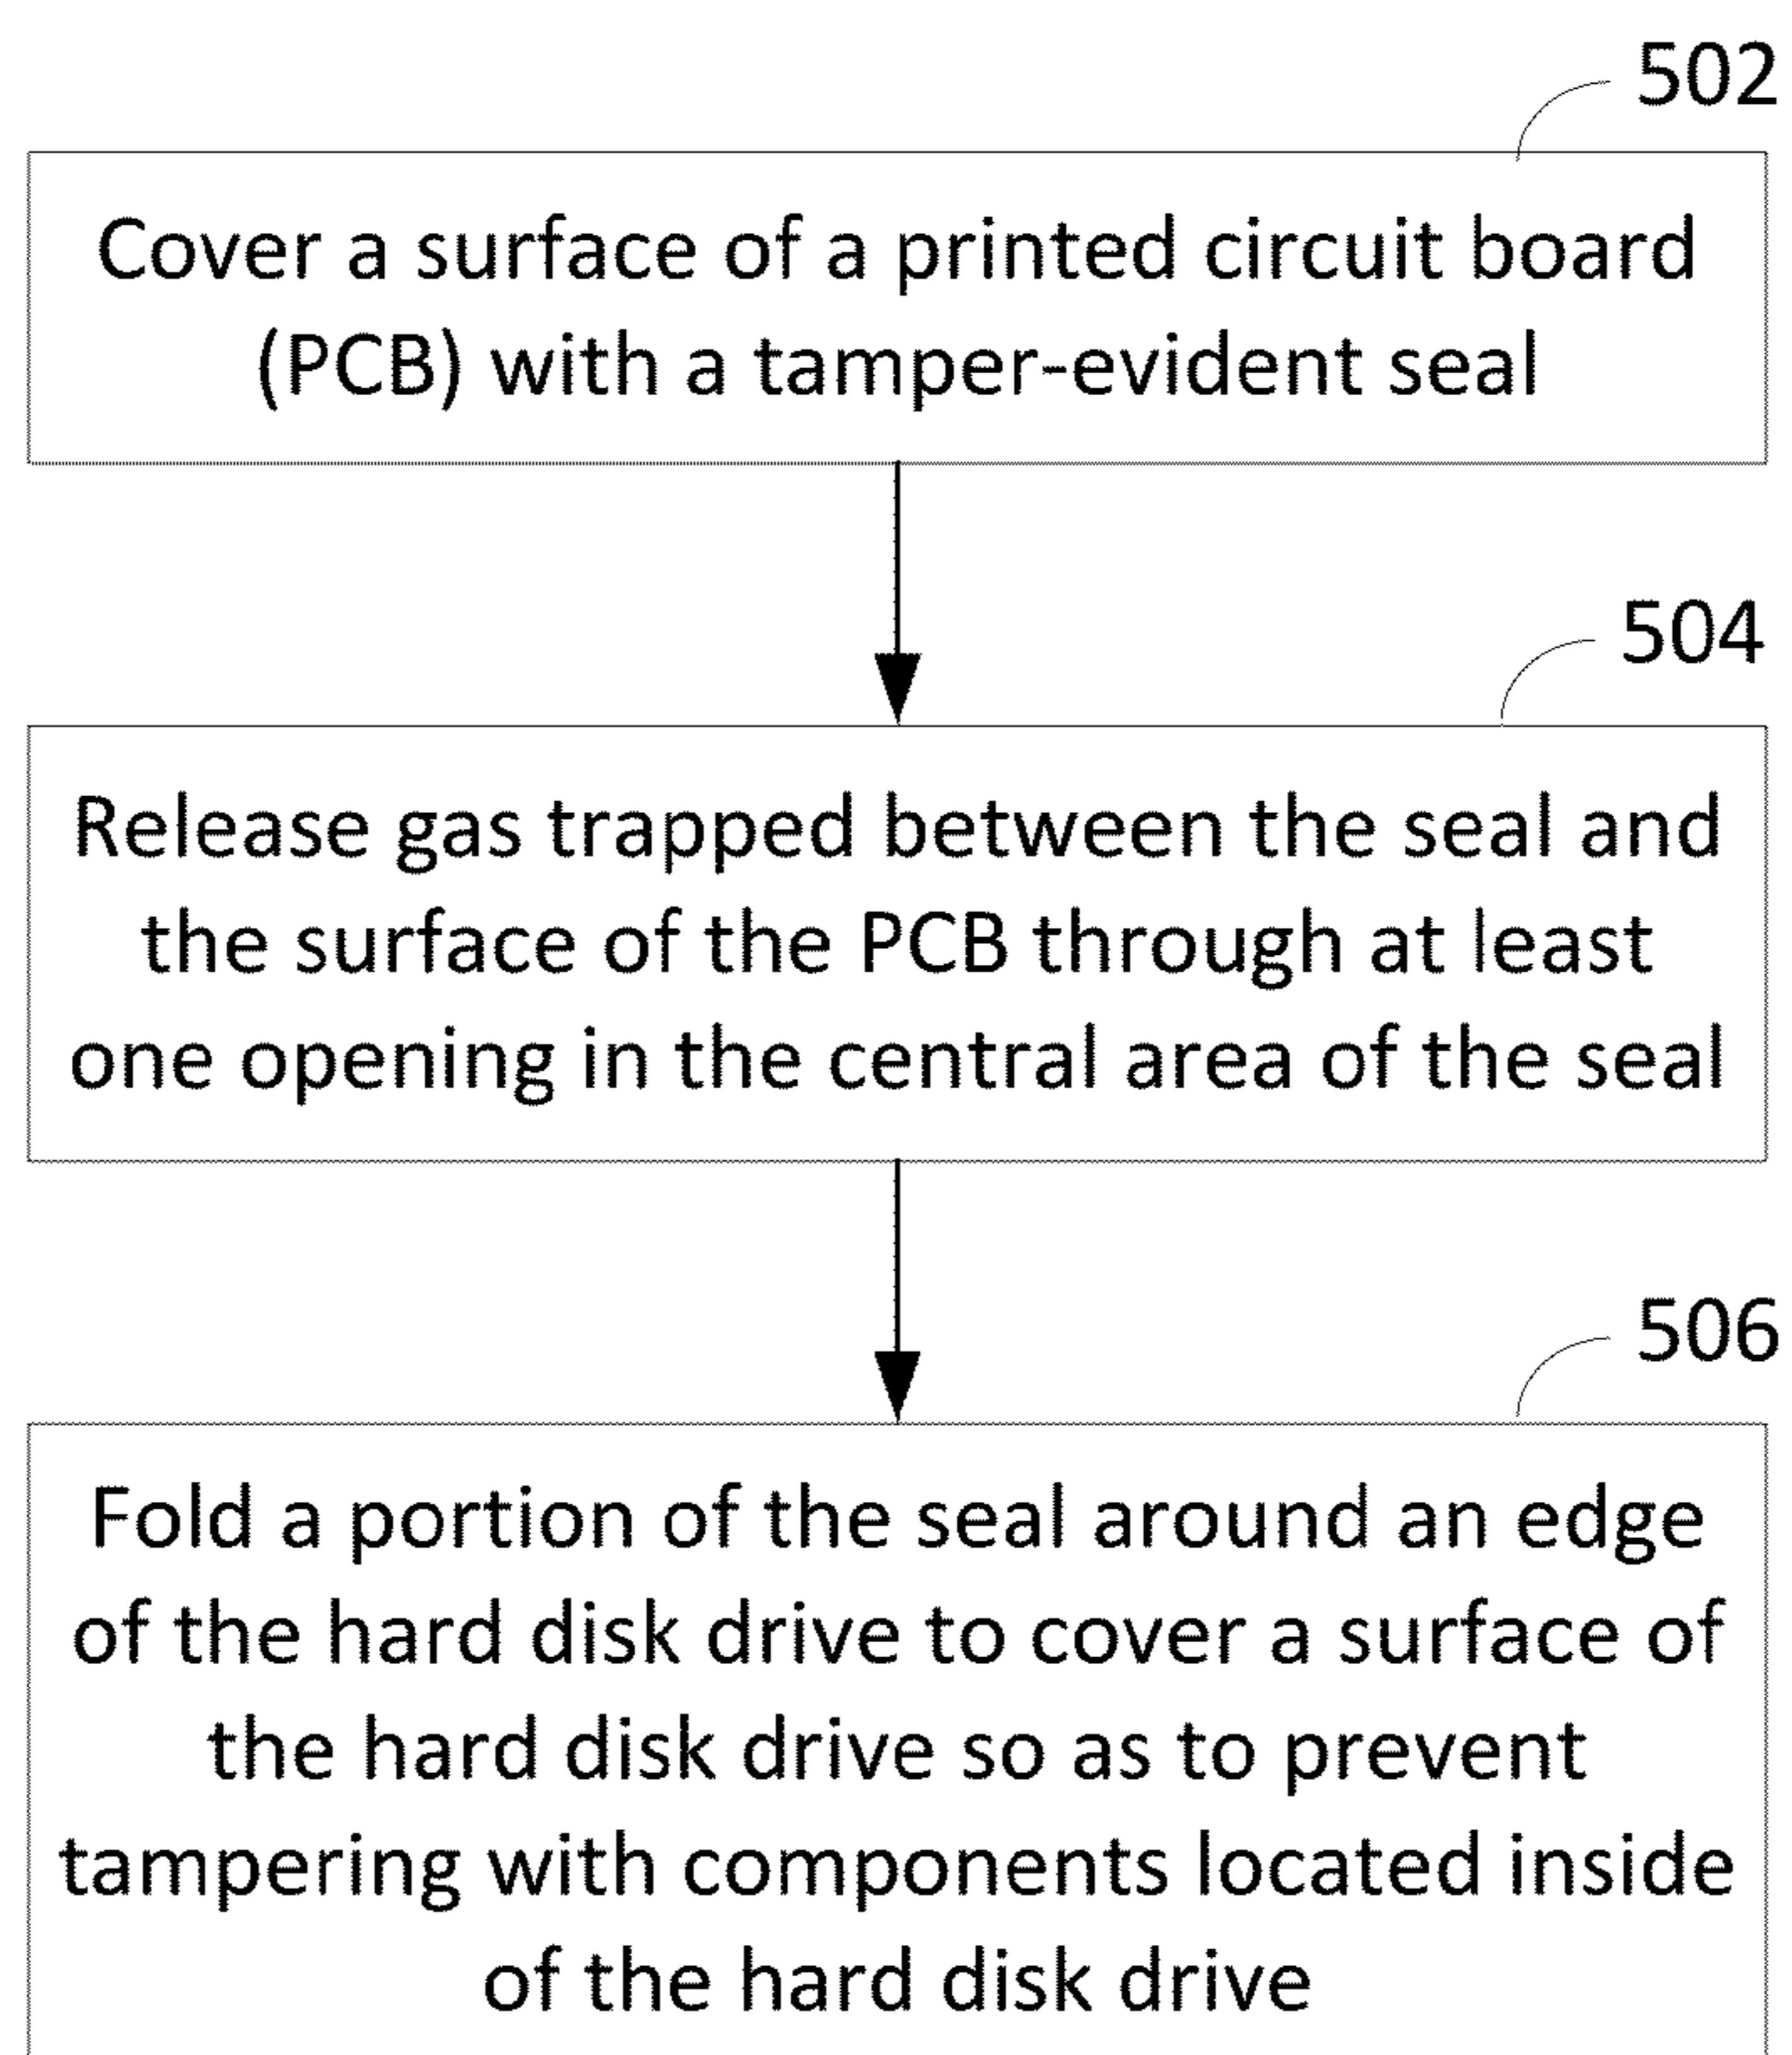 502
Cover a surface of a printed circuit board
(PCB) with a tamper-evident seal
504
Release gas trapped between the seal and
the surface of the PCB through at least
one opening in the central area of the seal
506
Fold a portion of the seal around an edge
of the hard disk drive to cover a surface of
the hard disk drive so as to prevent
tampering with components located inside
of the hard disk drive